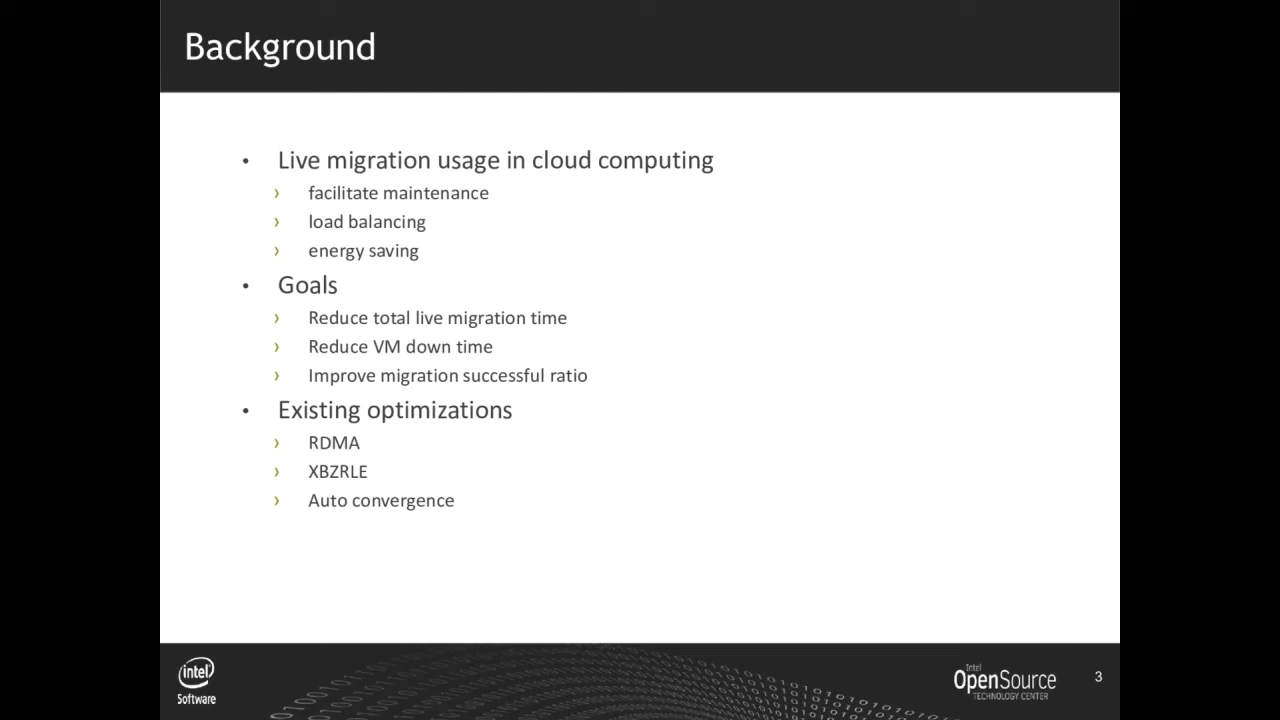 Background
• Live migration usage in cloud computing
› facilitate maintenance
› load balancing
› energy saving
• Goals
› Reduce total live migration time
› Reduce VM down time
› Improve migration successful ratio
• Existing optimizations
› RDMA
› XBZRLE
› Auto convergence
intel
Software
Intel
OpenSource
TECHNOLOGY CENTER
3